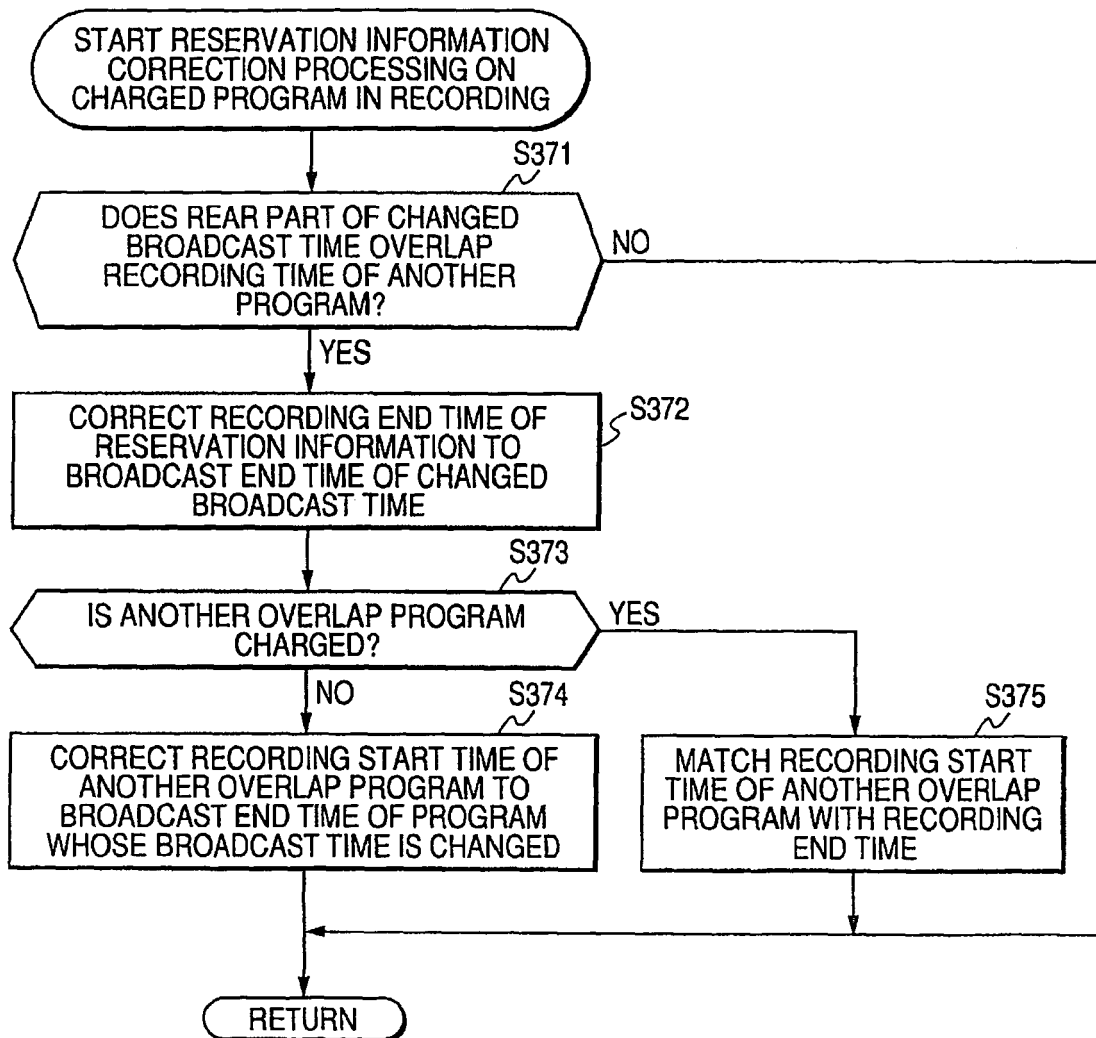 START RESERVATION INFORMATION
CORRECTION PROCESSING ON
CHARGED PROGRAM IN RECORDING
S371
DOES REAR PART OF CHANGED
BROADCAST TIME OVERLAP
RECORDING TIME OF ANOTHER
PROGRAM?
NO
YES
S372
CORRECT RECORDING END TIME OF
RESERVATION INFORMATION TO
BROADCAST END TIME OF CHANGED
BROADCAST TIME
S373
IS ANOTHER OVERLAP PROGRAM
CHARGED?
YES
NO
S374
CORRECT RECORDING START TIME OF
ANOTHER OVERLAP PROGRAM TO
BROADCAST END TIME OF PROGRAM
WHOSE BROADCAST TIME IS CHANGED
S375
MATCH RECORDING START
TIME OF ANOTHER OVERLAP
PROGRAM WITH RECORDING
END TIME
RETURN